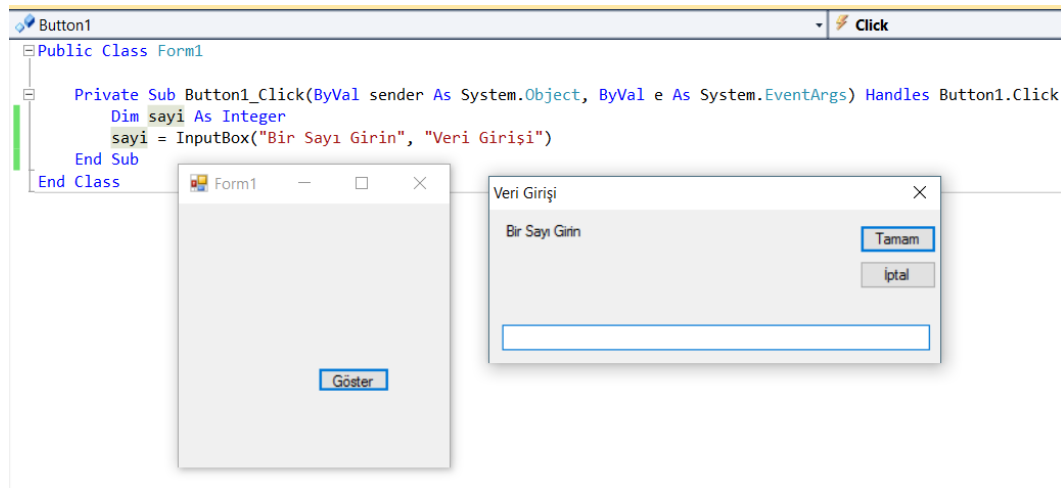 Button1 Click
Public Class Form1
Private Sub Button1_Click(ByVal sender As System.Object, ByVal e As System.EventArgs) Handles Button1.Click
Dim sayi As Integer
sayi = InputBox("Bir Sayı Girin", "Veri Girişi")
End Sub
End Class
Form1
Göster
Veri Girişi
Bir Sayı Girin
Tamam
İptal